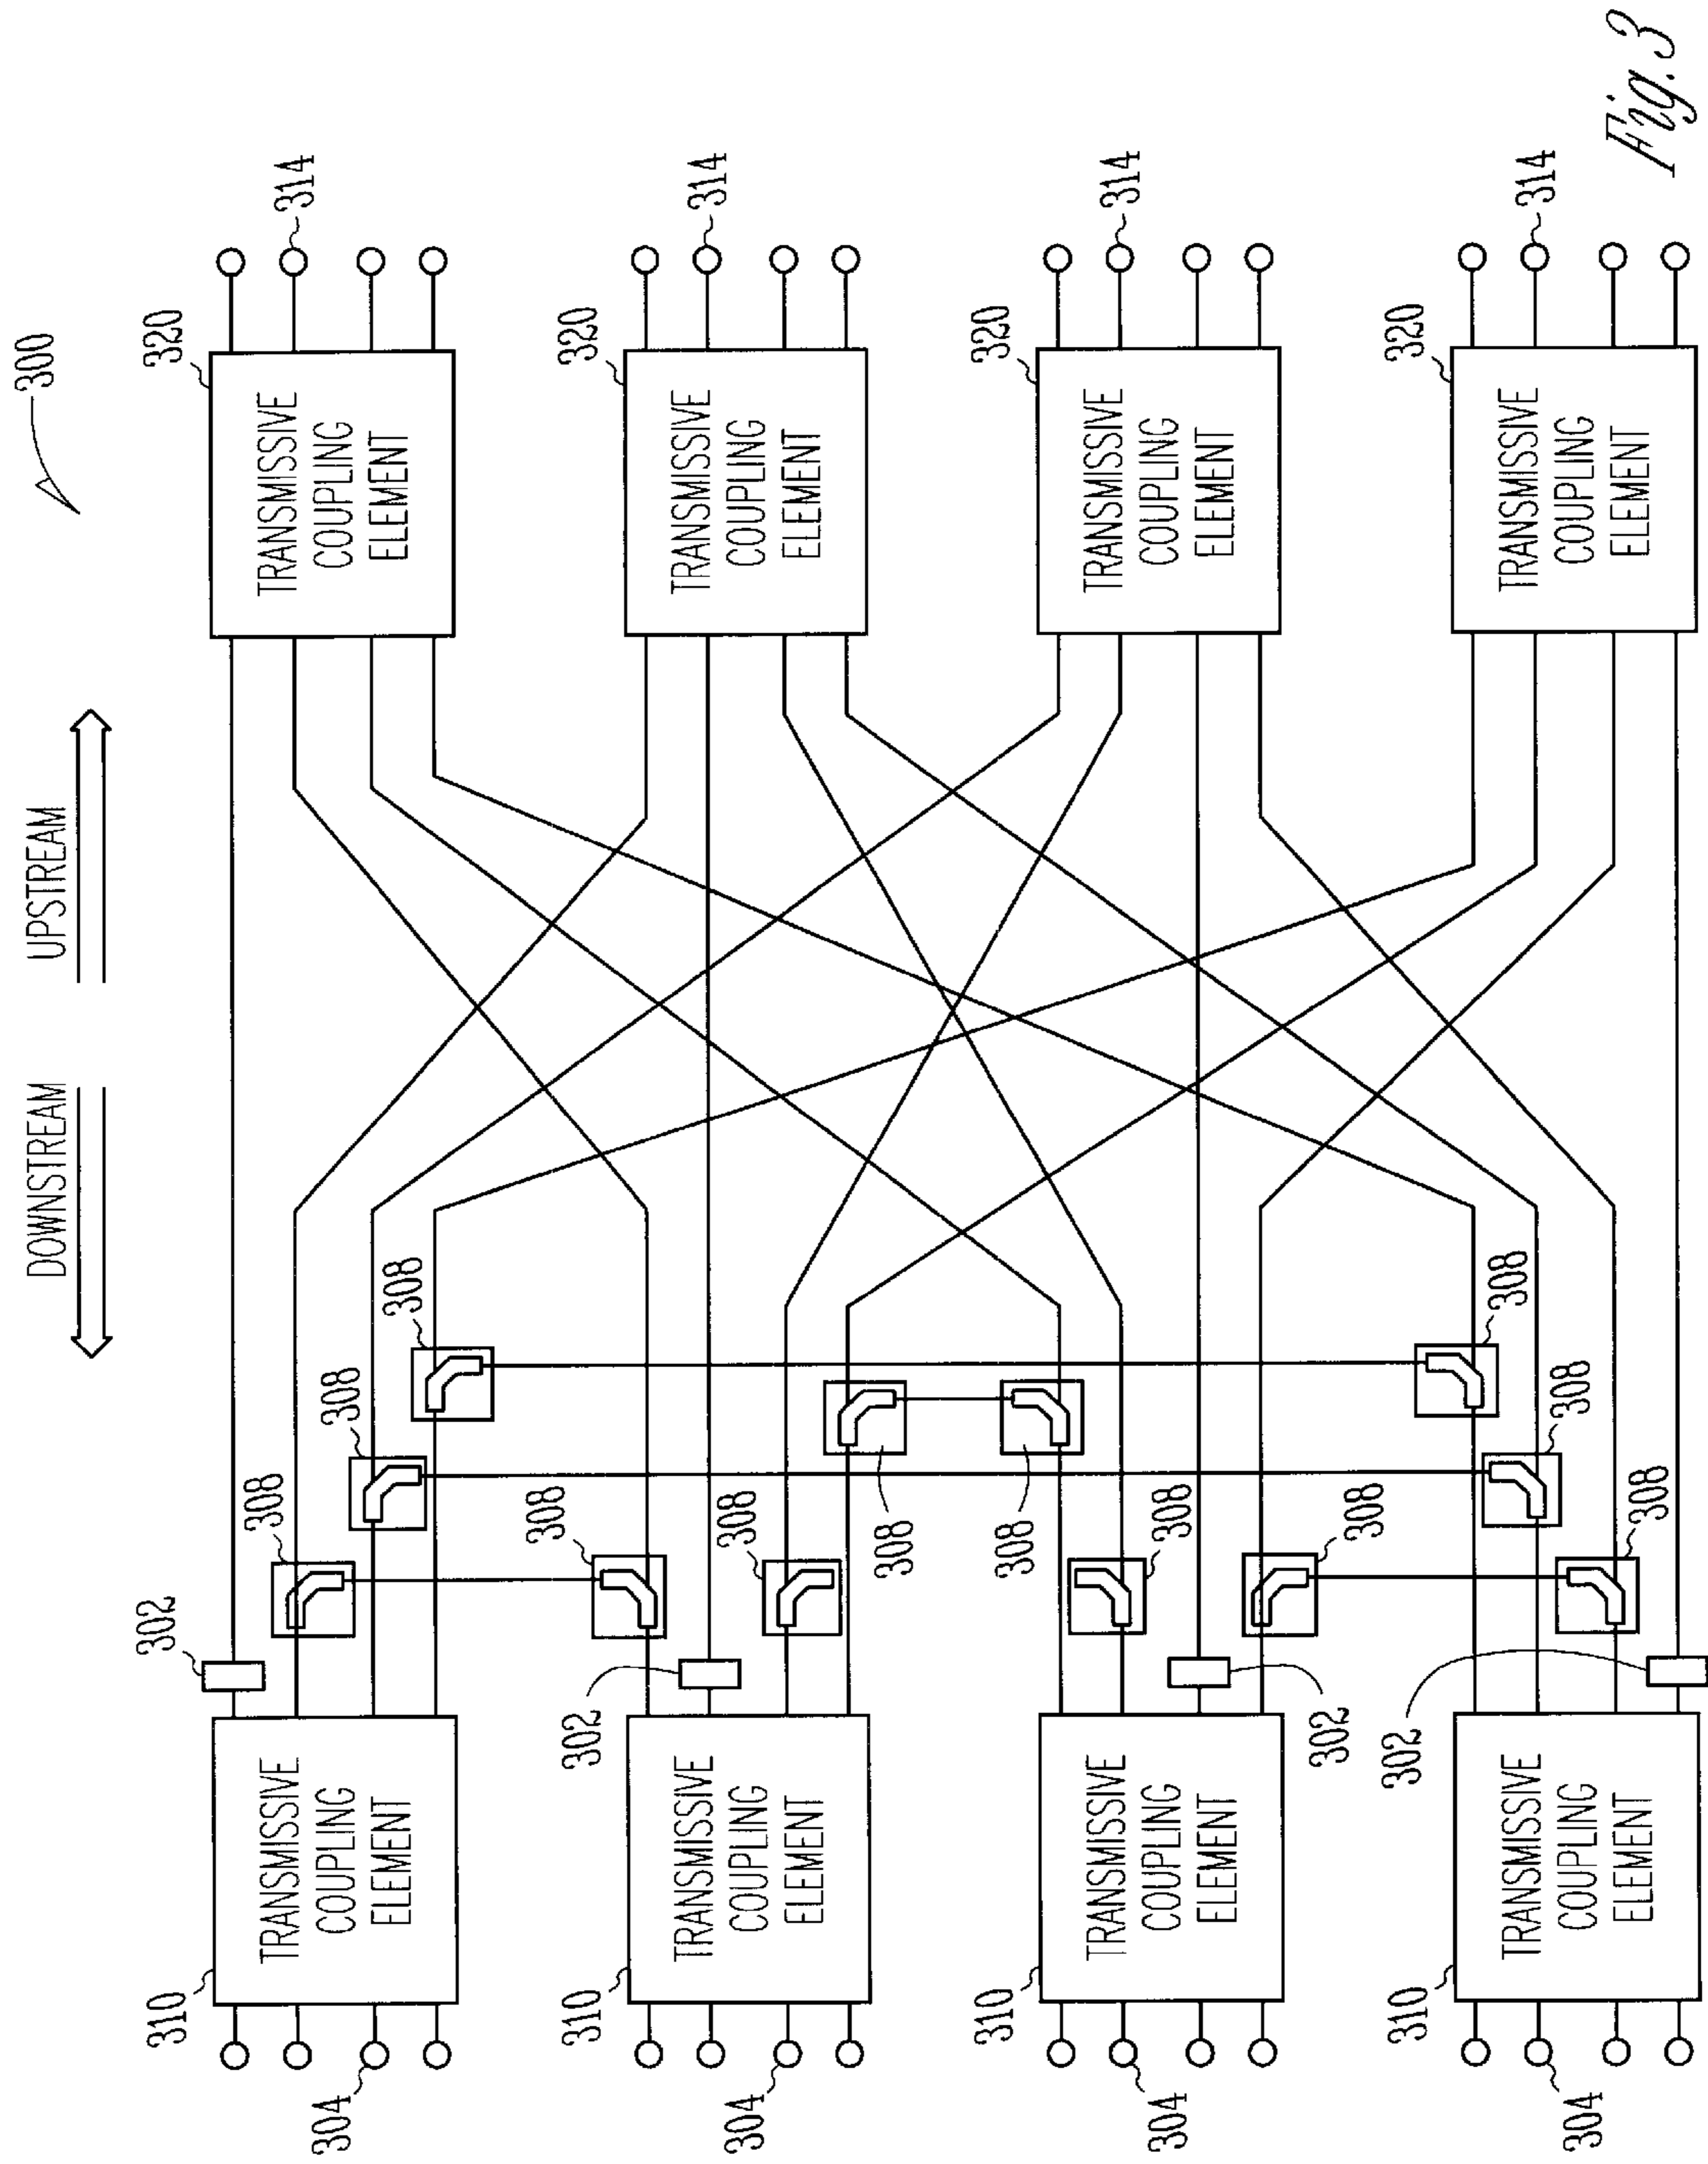 300
DOWNSTREAM
UPSTREAM
320
TRANSMISSIVE
COUPLING
ELEMENT
314
320
TRANSMISSIVE
COUPLING
ELEMENT
314
320
TRANSMISSIVE
COUPLING
ELEMENT
314
320
TRANSMISSIVE
COUPLING
ELEMENT
314
308
308
308
308
308
308
308
308
308
308
308
308
302
302
302
302
310
TRANSMISSIVE
COUPLING
ELEMENT
304
310
TRANSMISSIVE
COUPLING
ELEMENT
304
310
TRANSMISSIVE
COUPLING
ELEMENT
304
310
TRANSMISSIVE
COUPLING
ELEMENT
304
Fig. 3